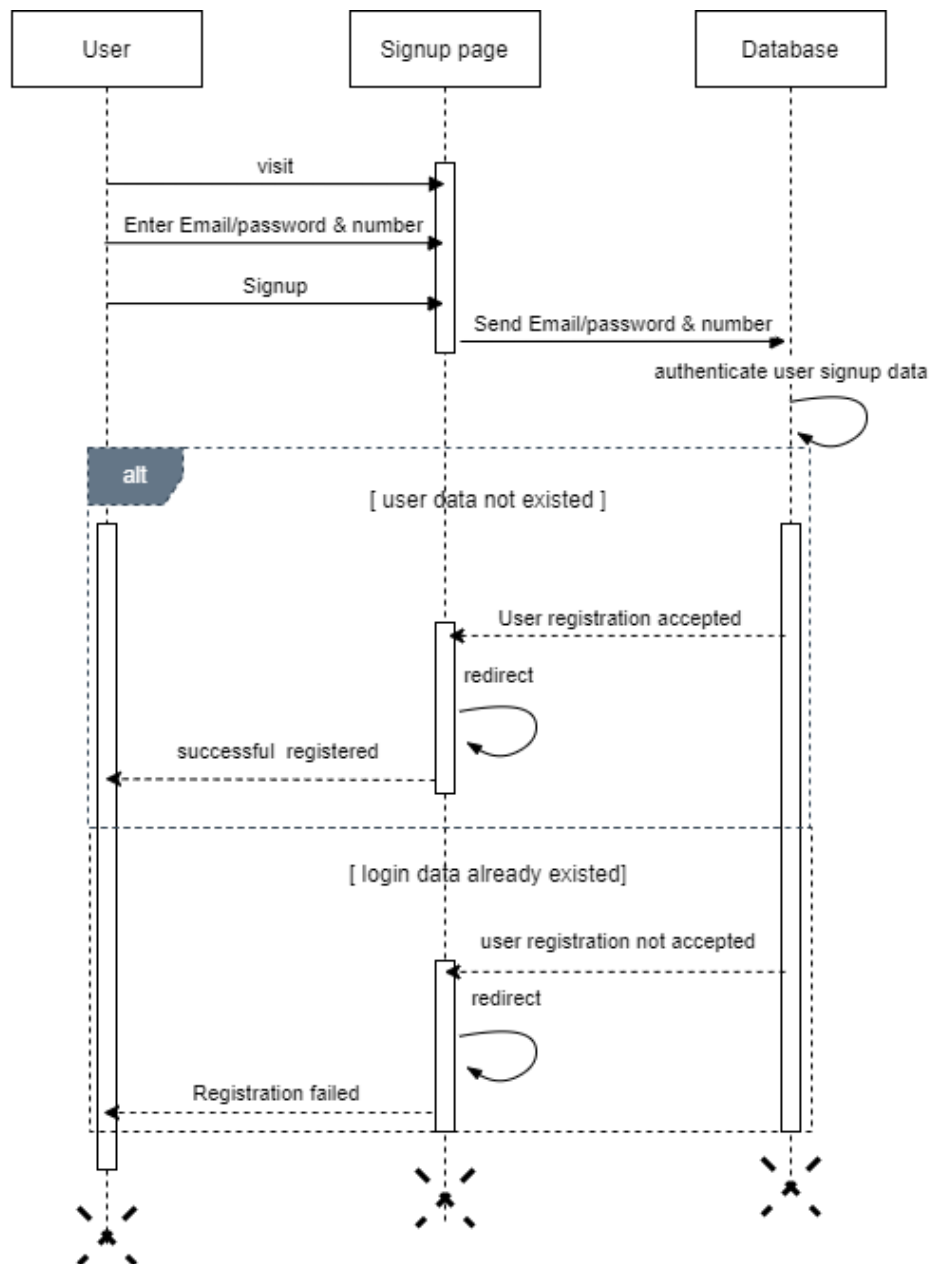 User
Signup page
Database
visit
Enter Email/password & number
Signup
Send Email/password & number
authenticate user signup data
alt
[ user data not existed ]
User registration accepted
redirect
successful registered
[ login data already existed]
user registration not accepted
redirect
Registration failed